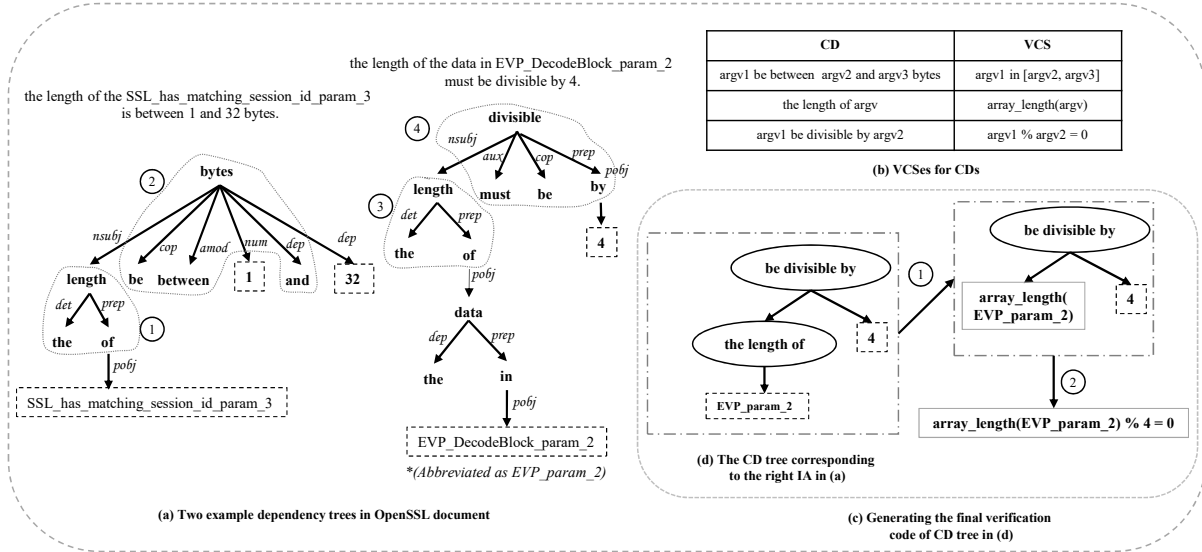 the length of the SSL_has_matching_session_id_param_3
is between 1 and 32 bytes.
2
bytes
nsubj
cop
amod
num
dep
dep
length
be
between
1
and
32
det
prep
the
of
1
pobj
SSL_has_matching_session_id_param_3
the length of the data in EVP_DecodeBlock_param_2
must be divisible by 4.
4
divisible
nsubj
aux
cop
prep
pobj
length
must
be
by
3
det
prep
4
the
of
pobj
data
dep
prep
the
in
pobj
EVP_DecodeBlock_param_2
*(Abbreviated as EVP_param_2)
(a) Two example dependency trees in OpenSSL document
CD VCS
argv1 be between argv2 and argv3 bytes argv1 in [argv2, argv3]
the length of argv array_length(argv)
argv1 be divisible by argv2 argv1 % argv2 = 0
(b) VCSes for CDs
be divisible by
the length of
4
EVP_param_2
(d) The CD tree corresponding
to the right IA in (a)
1
be divisible by
array_length(
EVP_param_2)
4
2
array_length(EVP_param_2) % 4 = 0
(c) Generating the final verification
code of CD tree in (d)